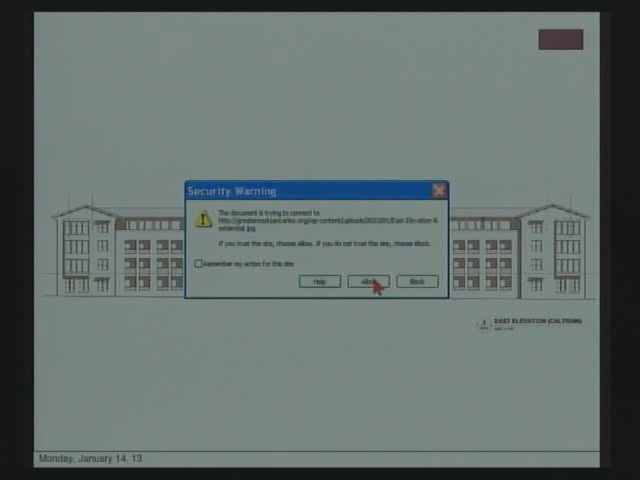 Security Warning
The document is trying to connect to
If you trust the site, choose Allow. If you do not trust the site, choose Block.
Remember my action for this site
Help
Allow
Block
1
EAST ELEVATION (CALTRAIN)
Monday, January 14, 13